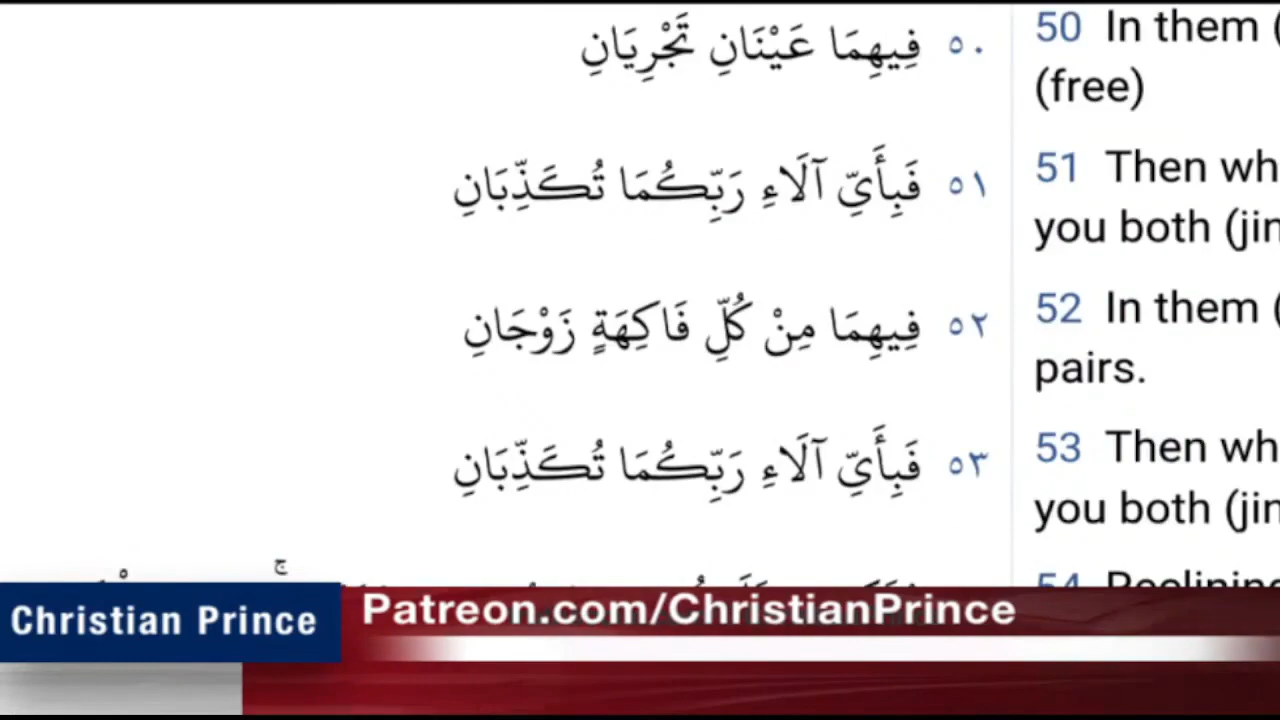 فِيهِمَا عَيْنَانِ تَجْرِيَانِ ٥٠
50 In them (
(free)
فَبِأَيِّ آلَاءِ رَبِّكُمَا تُكَذِّبَانِ ٥١
51 Then wh
you both (jin
فِيهِمَا مِنْ كُلِّ فَاكِهَةٍ زَوْجَانِ ٥٢
52 In them (
pairs.
فَبِأَيِّ آلَاءِ رَبِّكُمَا تُكَذِّبَانِ ٥٣
53 Then wh
you both (jin
54 Reclining
Christian Prince
Patreon.com/ChristianPrince